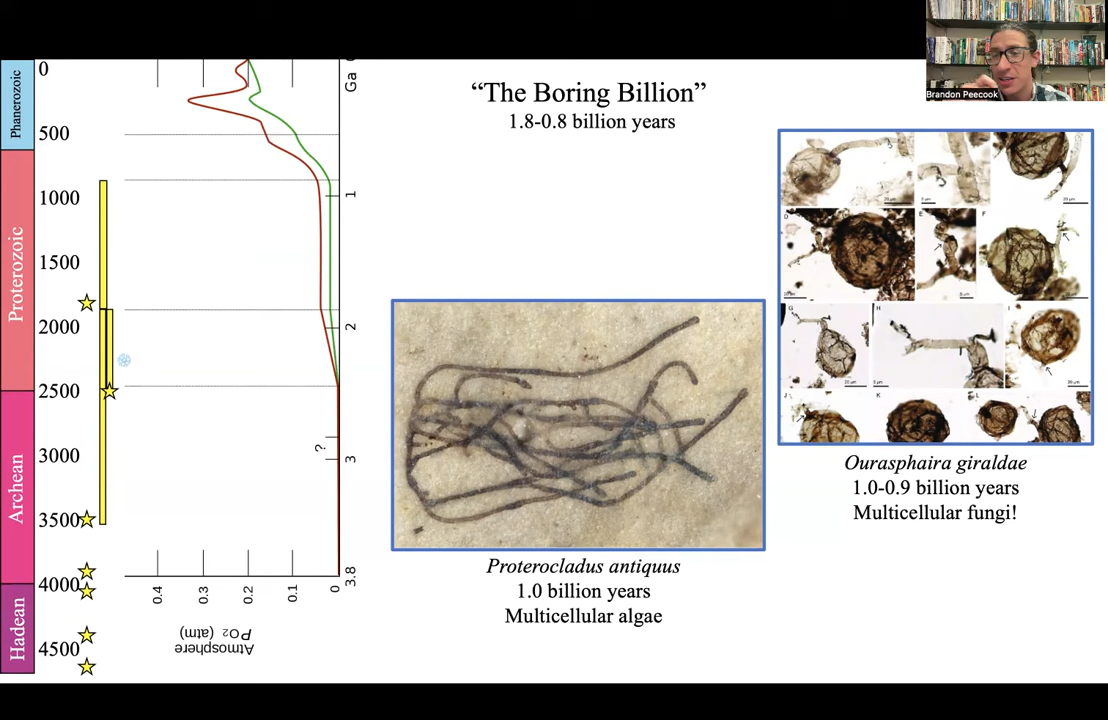 Brandon Peecook
"The Boring Billion"
1.8-0.8 billion years
Phanerozoic
Proterozoic
Archean
Hadean
0
500
1000
1500
2000
2500
3000
3500
4000
4500
Ga
1
2
?
3
3.8
0.4
0.3
0.2
0.1
0
Atmosphere
PO₂ (atm)
Proterocladus antiquus
1.0 billion years
Multicellular algae
D
E
F
G
H
I
J
K
L
Ourasphaira giraldae
1.0-0.9 billion years
Multicellular fungi!